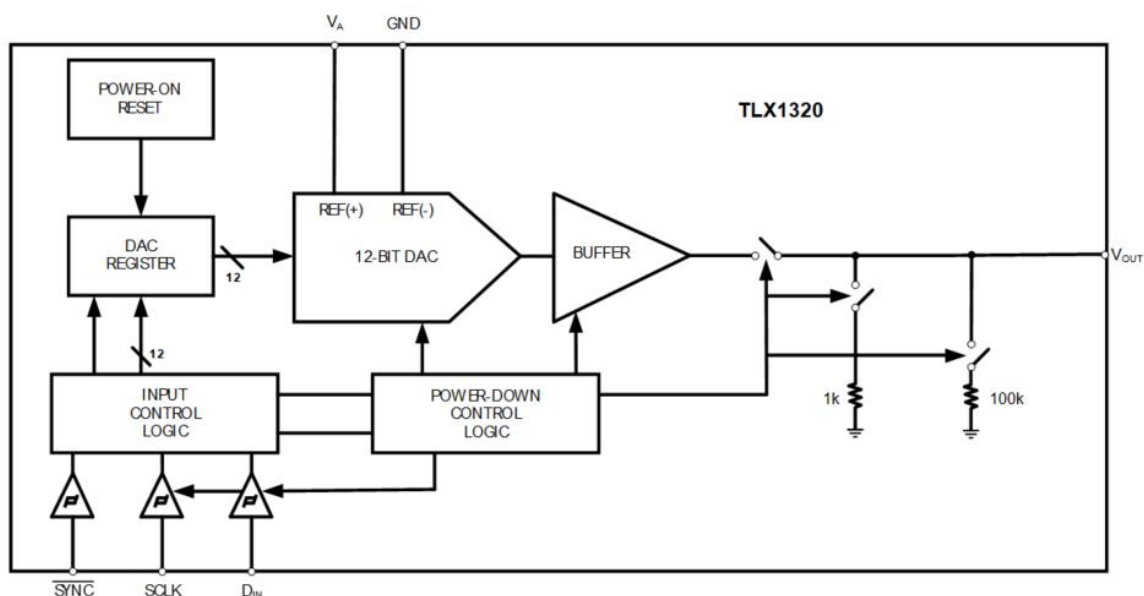 V_A GND
POWER-ON
RESET
TLX1320
REF(+) REF(-)
DAC
REGISTER
12
12-BIT DAC
BUFFER
V_OUT
12
INPUT
CONTROL
LOGIC
POWER-DOWN
CONTROL
LOGIC
1k
100k
SYNC SCLK D_IN